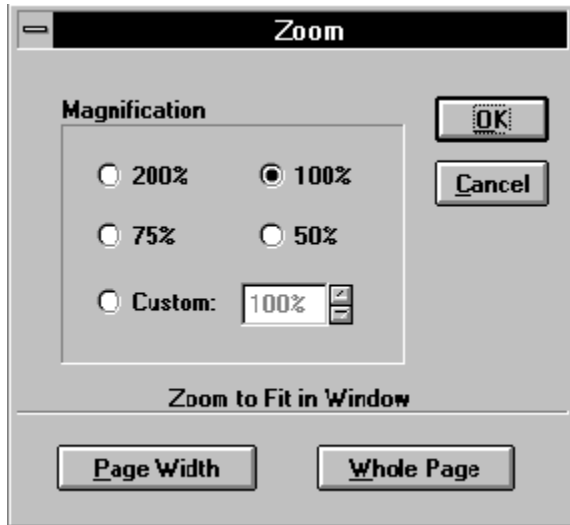 Zoom
Magnification
OK
200%
100%
Cancel
75%
50%
Custom:
100%
Zoom to Fit in Window
Page Width
Whole Page